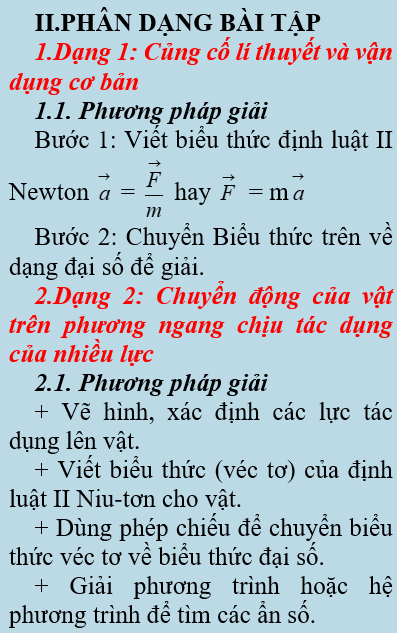 II.PHÂN DẠNG BÀI TẬP
1.Dạng 1: Củng cố lí thuyết và vận
dụng cơ bản
1.1. Phương pháp giải
Bước 1: Viết biểu thức định luật II
Newton $\vec{a} = \frac{\vec{F}}{m}$ hay $\vec{F}$ = m$\vec{a}$
Bước 2: Chuyển Biểu thức trên về
dạng đại số để giải.
2.Dạng 2: Chuyển động của vật
trên phương ngang chịu tác dụng
của nhiều lực
2.1. Phương pháp giải
+ Vẽ hình, xác định các lực tác
dụng lên vật.
+ Viết biểu thức (véc tơ) của định
luật II Niu-tơn cho vật.
+ Dùng phép chiếu để chuyển biểu
thức véc tơ về biểu thức đại số.
+ Giải phương trình hoặc hệ
phương trình để tìm các ẩn số.